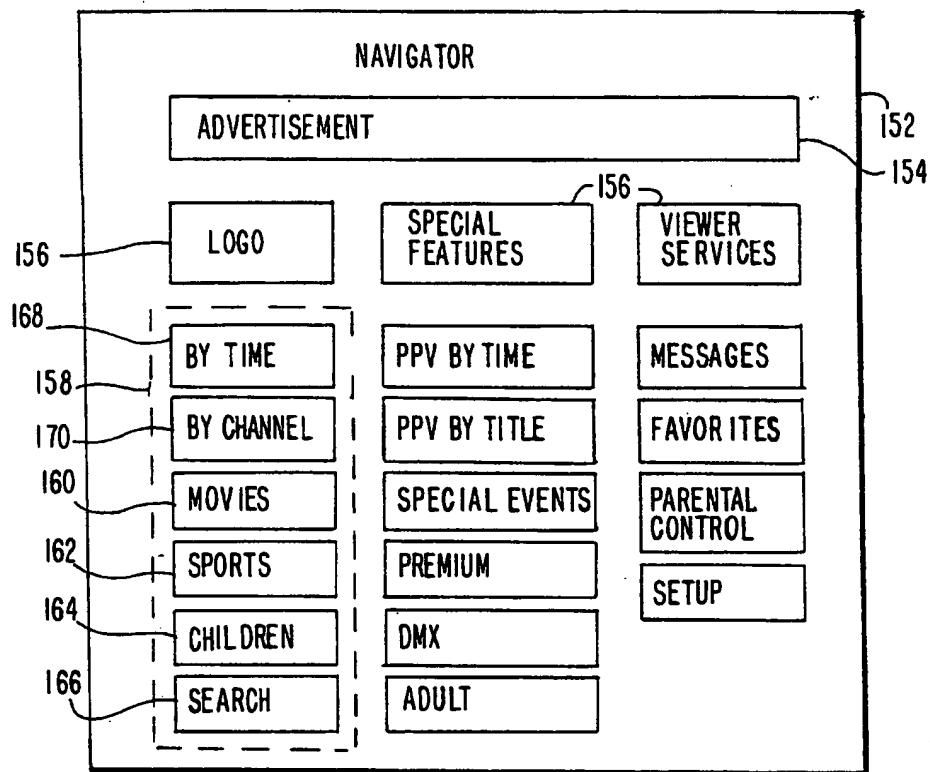 NAVIGATOR
ADVERTISEMENT
152
154
156
LOGO
SPECIAL
FEATURES
156
VIEWER
SERVICES
168
BY TIME
PPV BY TIME
MESSAGES
158
170
BY CHANNEL
PPV BY TITLE
FAVORITES
160
MOVIES
SPECIAL EVENTS
PARENTAL
CONTROL
162
SPORTS
PREMIUM
SETUP
164
CHILDREN
DMX
166
SEARCH
ADULT